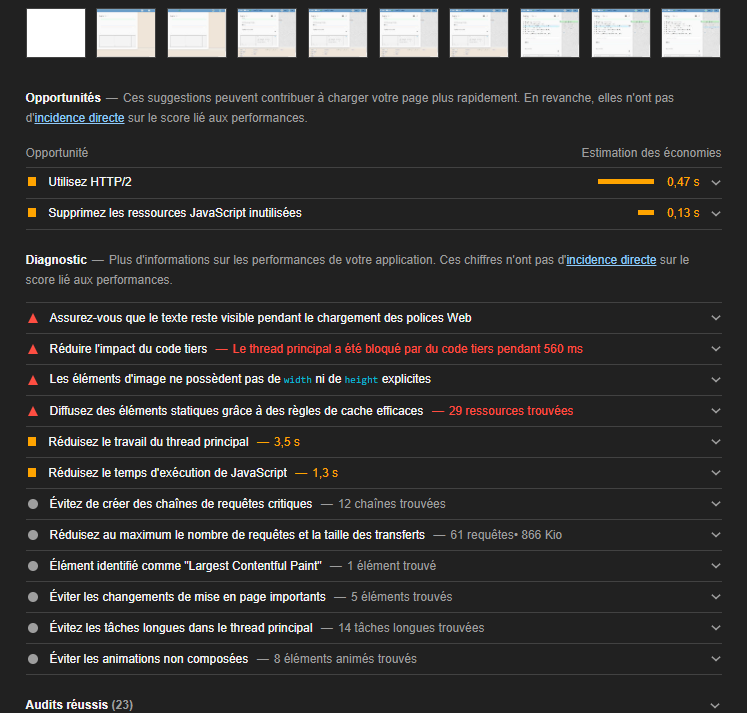 Opportunités — Ces suggestions peuvent contribuer à charger votre page plus rapidement. En revanche, elles n'ont pas
d'incidence directe sur le score lié aux performances.
Opportunité Estimation des économies
Utilisez HTTP/2 0,47 s
Supprimez les ressources JavaScript inutilisées 0,13 s
Diagnostic — Plus d'informations sur les performances de votre application. Ces chiffres n'ont pas d'incidence directe sur le
score lié aux performances.
Assurez-vous que le texte reste visible pendant le chargement des polices Web
Réduire l'impact du code tiers — Le thread principal a été bloqué par du code tiers pendant 560 ms
Les éléments d'image ne possèdent pas de width ni de height explicites
Diffusez des éléments statiques grâce à des règles de cache efficaces — 29 ressources trouvées
Réduisez le travail du thread principal — 3,5 s
Réduisez le temps d'exécution de JavaScript — 1,3 s
Évitez de créer des chaînes de requêtes critiques — 12 chaînes trouvées
Réduisez au maximum le nombre de requêtes et la taille des transferts — 61 requêtes• 866 Kio
Élément identifié comme "Largest Contentful Paint" — 1 élément trouvé
Éviter les changements de mise en page importants — 5 éléments trouvés
Évitez les tâches longues dans le thread principal — 14 tâches longues trouvées
Éviter les animations non composées — 8 éléments animés trouvés
Audits réussis (23)